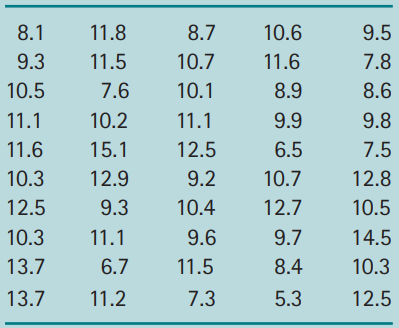 8.1 11.8 8.7 10.6 9.5
9.3 11.5 10.7 11.6 7.8
10.5 7.6 10.1 8.9 8.6
11.1 10.2 11.1 9.9 9.8
11.6 15.1 12.5 6.5 7.5
10.3 12.9 9.2 10.7 12.8
12.5 9.3 10.4 12.7 10.5
10.3 11.1 9.6 9.7 14.5
13.7 6.7 11.5 8.4 10.3
13.7 11.2 7.3 5.3 12.5